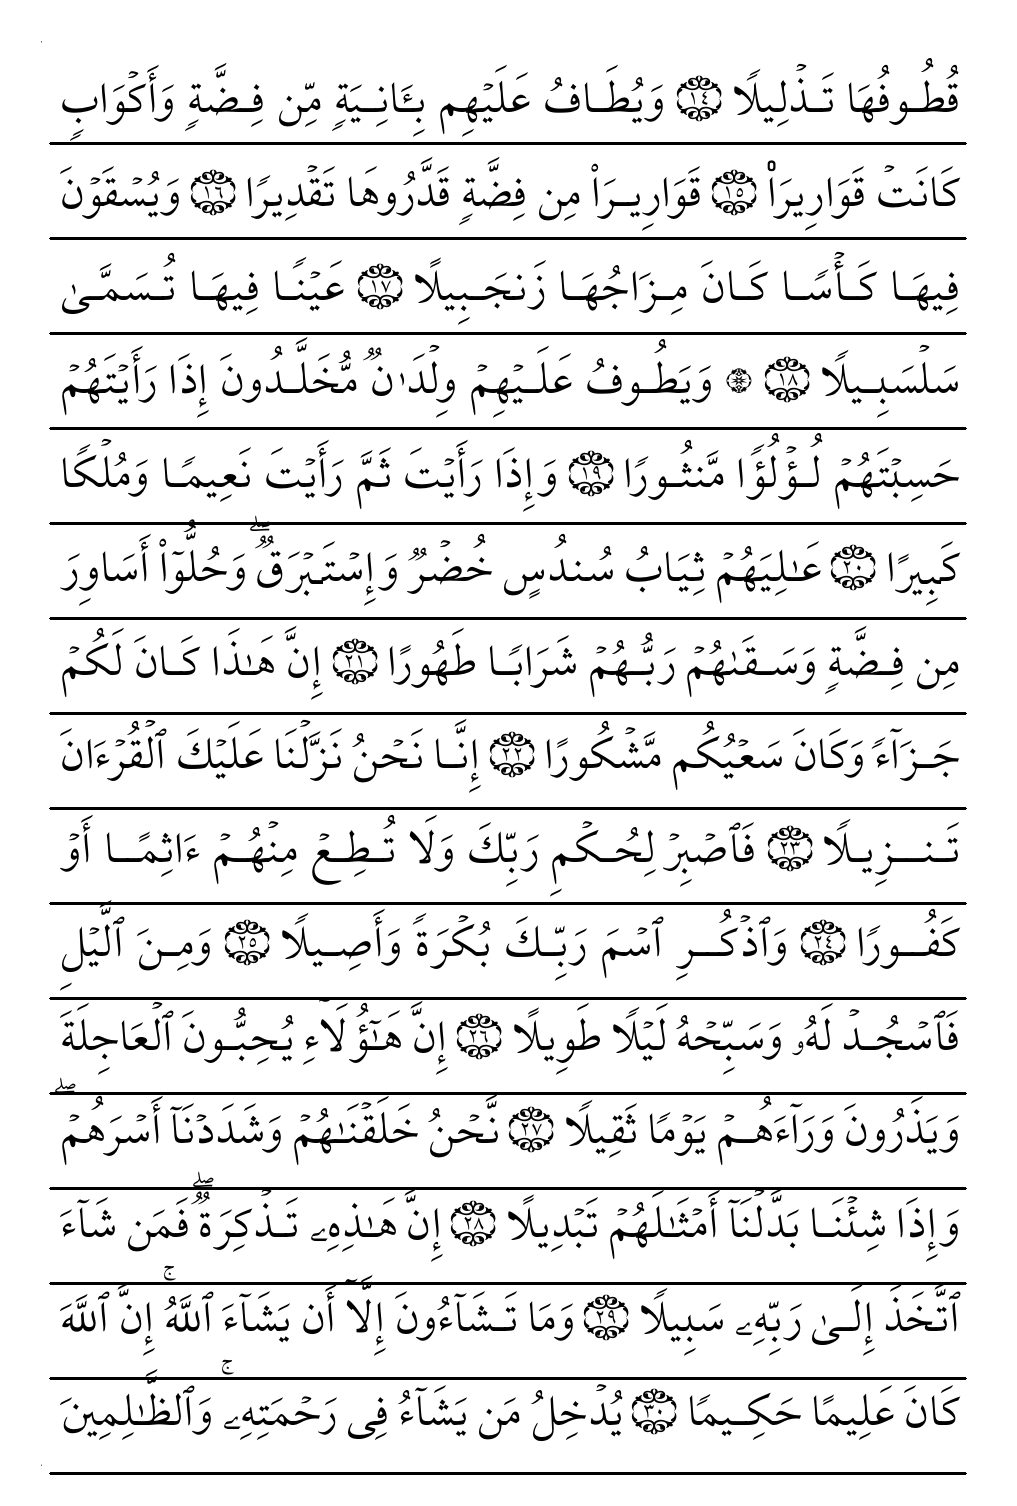 قُطُوفُهَا تَذۡلِيلٗا ١٤ وَيُطَافُ عَلَيۡهِم بِـَٔانِيَةٖ مِّن فِضَّةٖ وَأَكۡوَابٖ
كَانَتۡ قَوَارِيرَا۠ ١٥ قَوَارِيرَاْ مِن فِضَّةٖ قَدَّرُوهَا تَقۡدِيرٗا ١٦ وَيُسۡقَوۡنَ
فِيهَا كَأۡسٗا كَانَ مِزَاجُهَا زَنجَبِيلًا ١٧ عَيۡنٗا فِيهَا تُسَمَّىٰ
سَلۡسَبِيلٗا ١٨ ۞ وَيَطُوفُ عَلَيۡهِمۡ وِلۡدَٰنٞ مُّخَلَّدُونَ إِذَا رَأَيۡتَهُمۡ
حَسِبۡتَهُمۡ لُؤۡلُؤٗا مَّنثُورٗا ١٩ وَإِذَا رَأَيۡتَ ثَمَّ رَأَيۡتَ نَعِيمٗا وَمُلۡكٗا
كَبِيرًا ٢٠ عَٰلِيَهُمۡ ثِيَابُ سُندُسٍ خُضۡرٞ وَإِسۡتَبۡرَقٞۖ وَحُلُّوٓاْ أَسَاوِرَ
مِن فِضَّةٖ وَسَقَىٰهُمۡ رَبُّهُمۡ شَرَابٗا طَهُورًا ٢١ إِنَّ هَٰذَا كَانَ لَكُمۡ
جَزَآءٗ وَكَانَ سَعۡيُكُم مَّشۡكُورًا ٢٢ إِنَّا نَحۡنُ نَزَّلۡنَا عَلَيۡكَ ٱلۡقُرۡءَانَ
تَنزِيلٗا ٢٣ فَٱصۡبِرۡ لِحُكۡمِ رَبِّكَ وَلَا تُطِعۡ مِنۡهُمۡ ءَاثِمًا أَوۡ
كَفُورٗا ٢٤ وَٱذۡكُرِ ٱسۡمَ رَبِّكَ بُكۡرَةٗ وَأَصِيلٗا ٢٥ وَمِنَ ٱلَّيۡلِ
فَٱسۡجُدۡ لَهُۥ وَسَبِّحۡهُ لَيۡلٗا طَوِيلًا ٢٦ إِنَّ هَٰٓؤُلَآءِ يُحِبُّونَ ٱلۡعَاجِلَةَ
وَيَذَرُونَ وَرَآءَهُمۡ يَوۡمٗا ثَقِيلٗا ٢٧ نَّحۡنُ خَلَقۡنَٰهُمۡ وَشَدَدۡنَآ أَسۡرَهُمۡۖ
وَإِذَا شِئۡنَا بَدَّلۡنَآ أَمۡثَٰلَهُمۡ تَبۡدِيلًا ٢٨ إِنَّ هَٰذِهِۦ تَذۡكِرَةٞۖ فَمَن شَآءَ
ٱتَّخَذَ إِلَىٰ رَبِّهِۦ سَبِيلٗا ٢٩ وَمَا تَشَآءُونَ إِلَّآ أَن يَشَآءَ ٱللَّهُۚ إِنَّ ٱللَّهَ
كَانَ عَلِيمًا حَكِيمٗا ٣٠ يُدۡخِلُ مَن يَشَآءُ فِي رَحۡمَتِهِۦۚ وَٱلظَّٰلِمِينَ